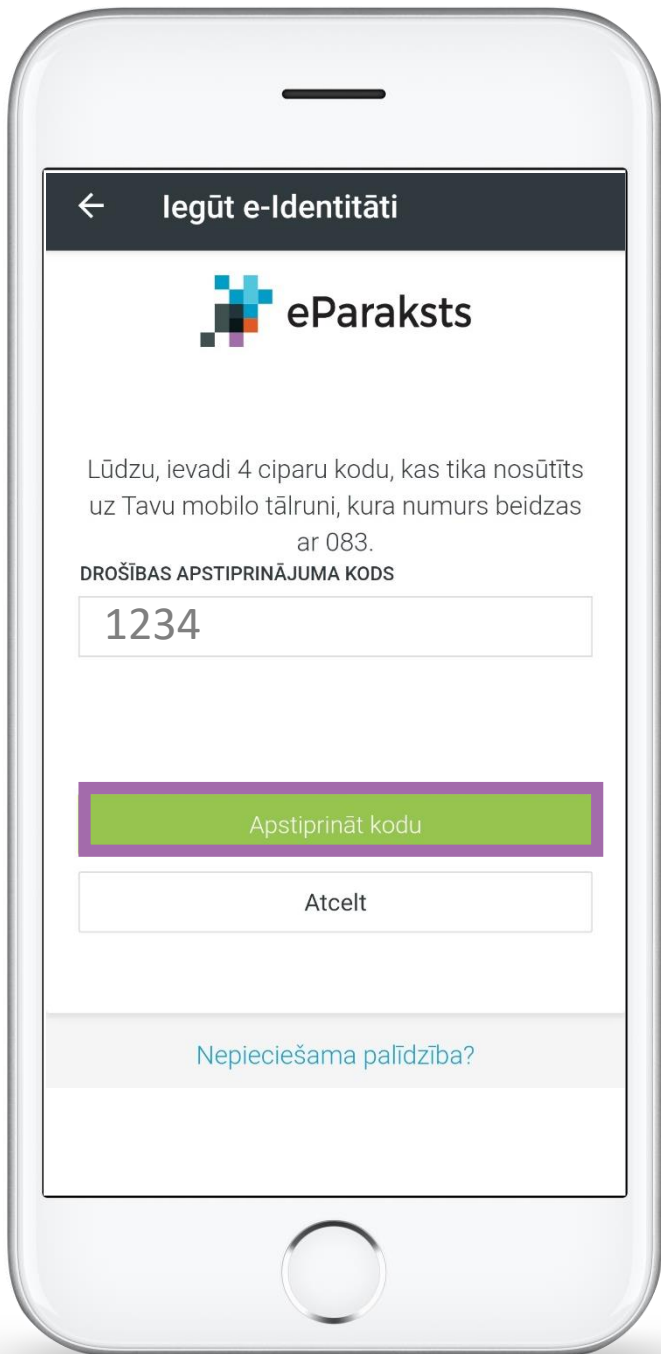 Iegūt e-Identitāti
eParaksts
Lūdzu, ievadi 4 ciparu kodu, kas tika nosūtīts
uz Tavu mobilo tālruni, kura numurs beidzas
ar 083.
DROŠĪBAS APSTIPRINĀJUMA KODS
1234
Apstiprināt kodu
Atcelt
Nepieciešama palīdzība?